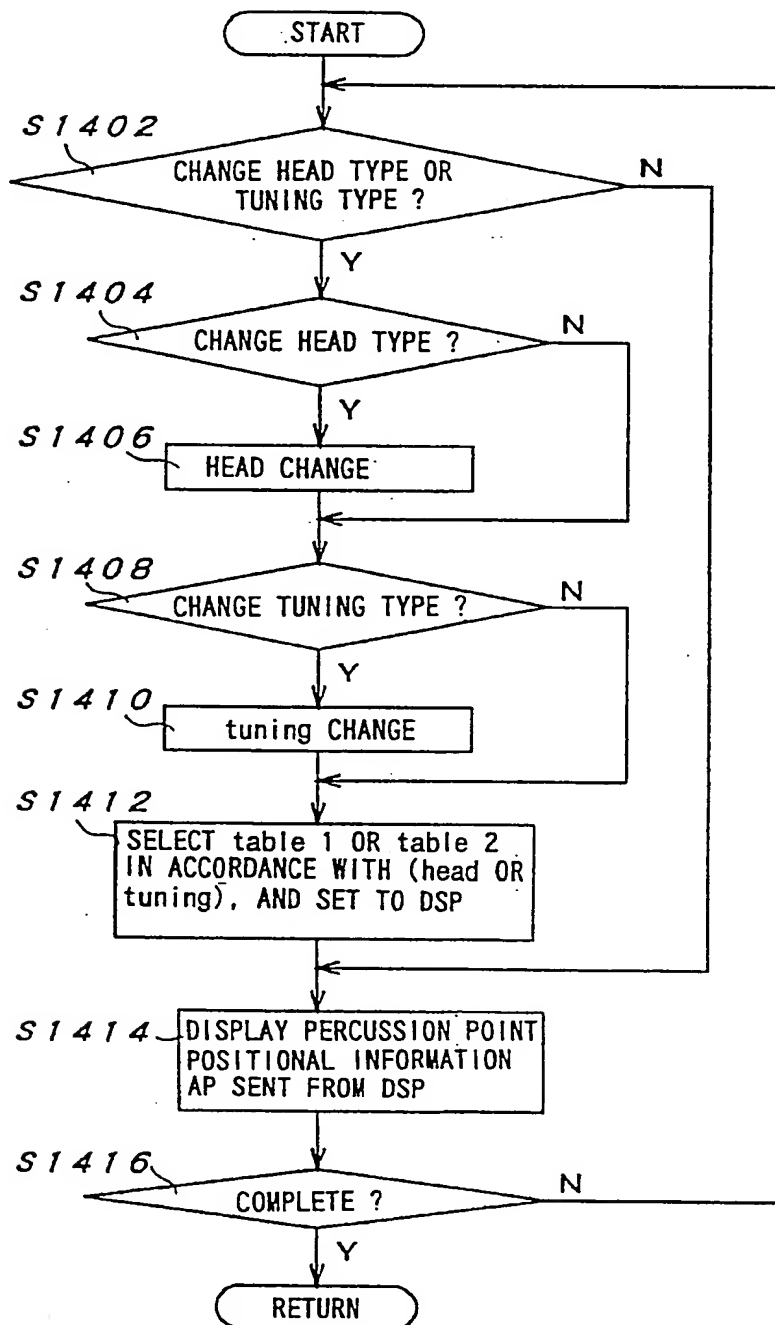 START
S1402
CHANGE HEAD TYPE OR
TUNING TYPE ?
N
Y
S1404
CHANGE HEAD TYPE ?
N
Y
S1406
HEAD CHANGE
S1408
CHANGE TUNING TYPE ?
N
Y
S1410
tuning CHANGE
S1412
SELECT table 1 OR table 2
IN ACCORDANCE WITH (head OR
tuning), AND SET TO DSP
S1414
DISPLAY PERCUSSION POINT
POSITIONAL INFORMATION
AP SENT FROM DSP
S1416
COMPLETE ?
N
Y
RETURN